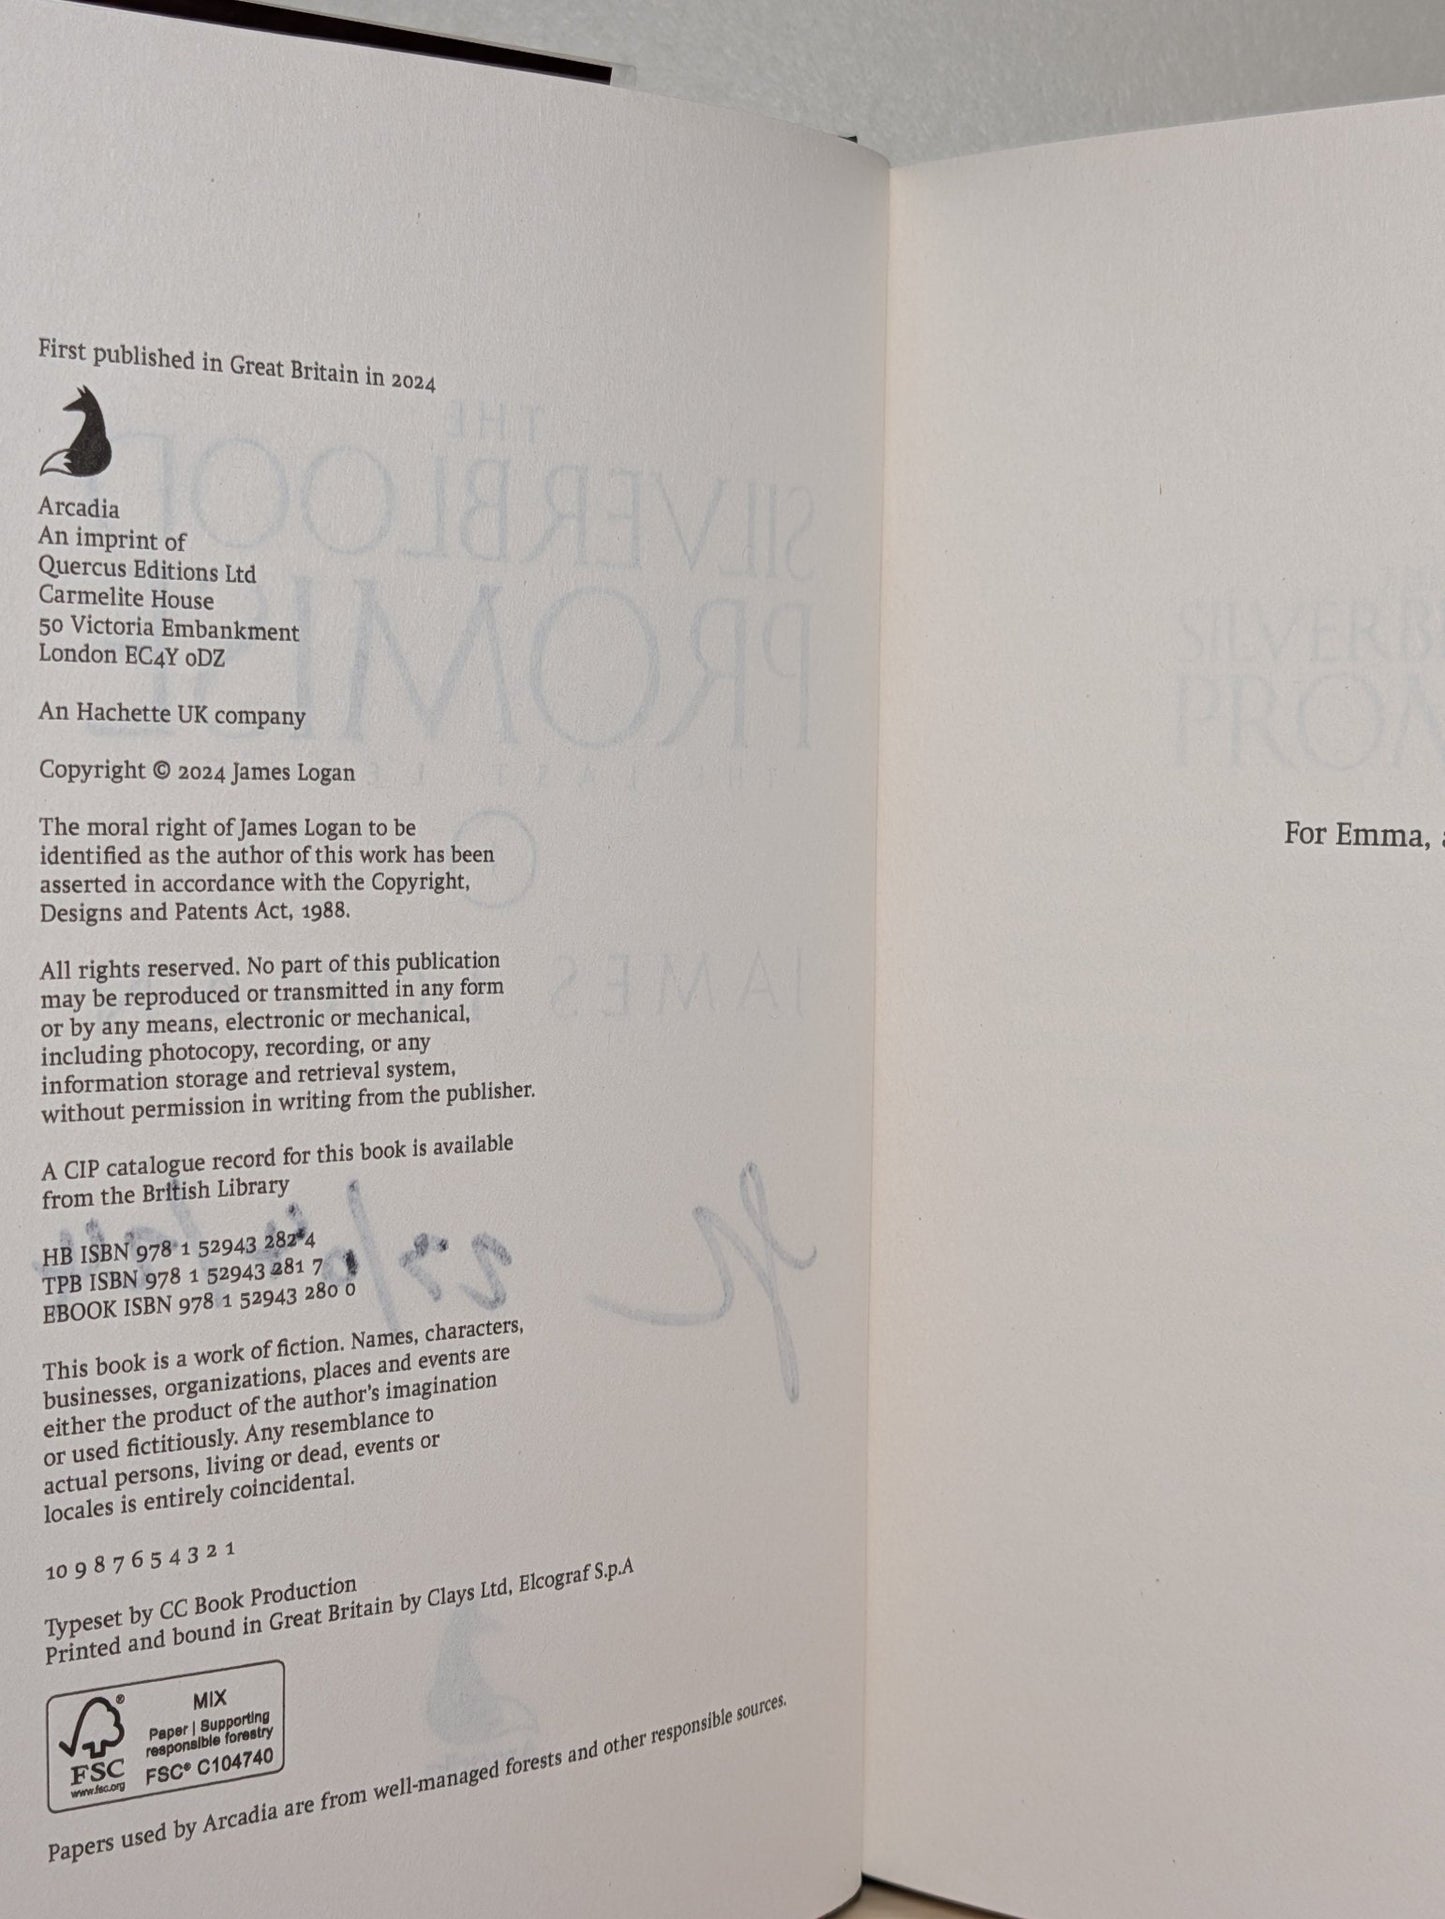 First published in Great Britain in 2024
Arcadia
An imprint of
Quercus Editions Ltd
Carmelite House
50 Victoria Embankment
London EC4Y 0DZ
An Hachette UK company
Copyright © 2024 James Logan
The moral right of James Logan to be
identified as the author of this work has been
asserted in accordance with the Copyright,
Designs and Patents Act, 1988.
All rights reserved. No part of this publication
may be reproduced or transmitted in any form
or by any means, electronic or mechanical,
including photocopy, recording, or any
information storage and retrieval system,
without permission in writing from the publisher.
A CIP catalogue record for this book is available
from the British Library
HB ISBN 978 1 52943 282 4
TPB ISBN 978 1 52943 281 7
EBOOK ISBN 978 1 52943 280 0
This book is a work of fiction. Names, characters,
businesses, organizations, places and events are
either the product of the author's imagination
or used fictitiously. Any resemblance to
actual persons, living or dead, events or
locales is entirely coincidental.
10 9 8 7 6 5 4 3 2 1
Typeset by CC Book Production
Printed and bound in Great Britain by Clays Ltd, Elcograf S.p.A
FSC
www.fsc.org
MIX
Paper | Supporting
responsible forestry
FSC® C104740
Papers used by Arcadia are from well-managed forests and other responsible sources.
THE
SILVERBLOOD
PROMISE
JAMES
SILVERB
PROM
For Emma, a